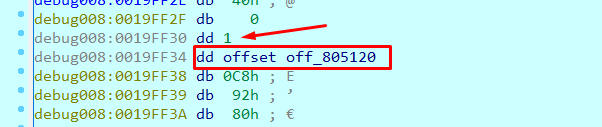 debug008:0019FF2E db 40h ; @
debug008:0019FF2F db 0
debug008:0019FF30 dd 1
debug008:0019FF34 dd offset off_805120
debug008:0019FF38 db 0C8h ; E
debug008:0019FF39 db 92h ; ’
debug008:0019FF3A db 80h ; €